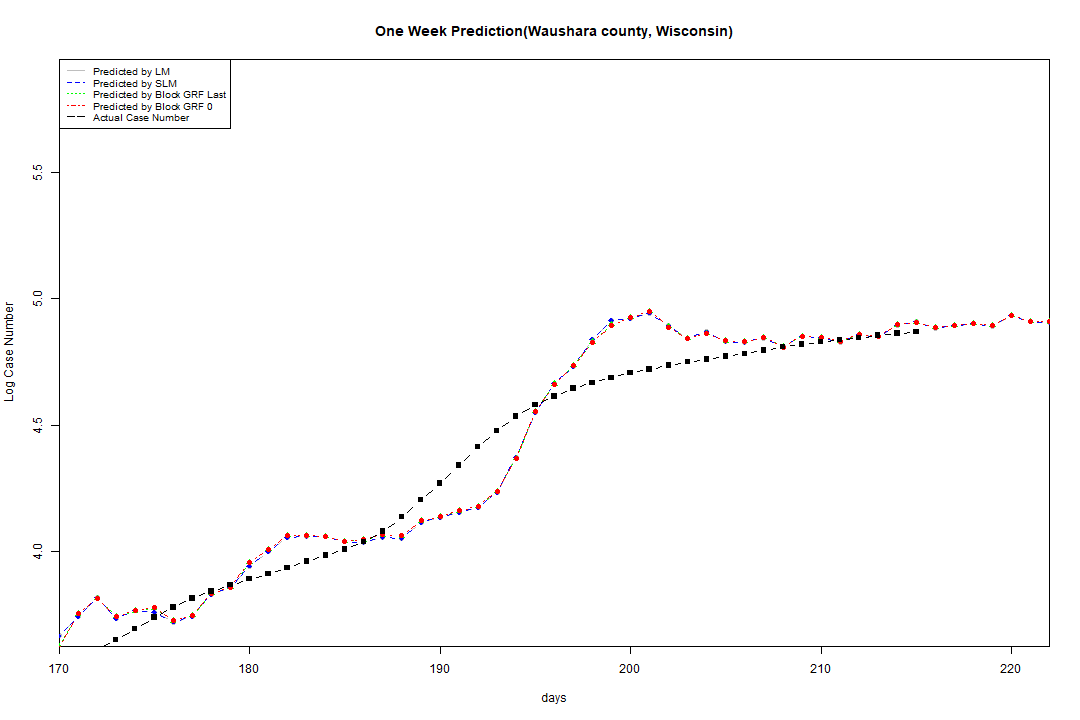 One Week Prediction(Waushara county, Wisconsin)
Predicted by LM
Predicted by SLM
Predicted by Block GRF Last
Predicted by Block GRF 0
Actual Case Number
5.5
5.0
4.5
4.0
Log Case Number
170 180 190 200 210 220
days